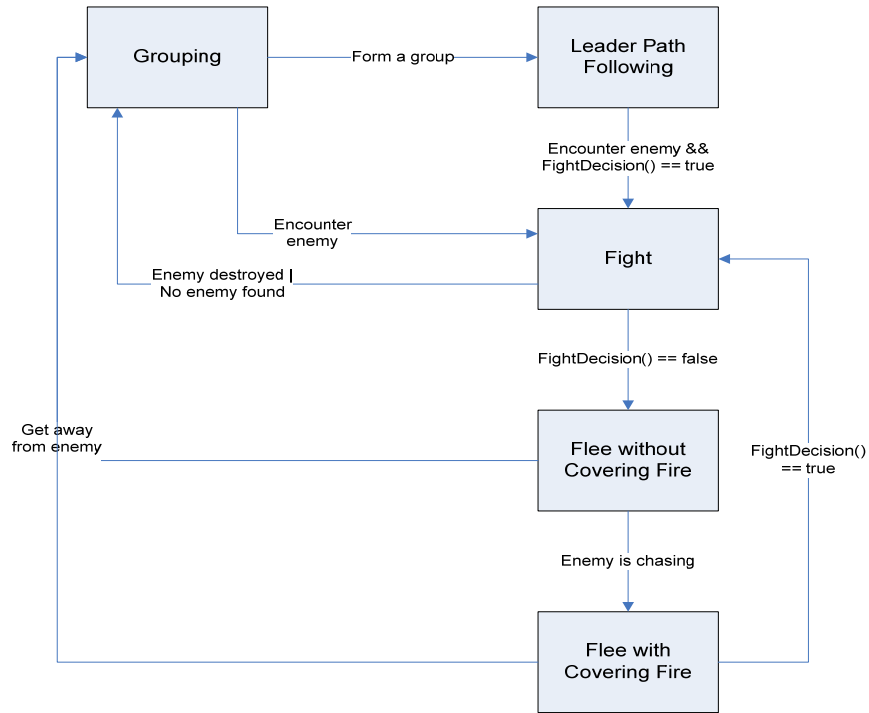 Grouping
Form a group
Leader Path
Following
Encounter enemy &&
FightDecision() == true
Encounter
enemy
Fight
Enemy destroyed |
No enemy found
FightDecision() == false
Get away
from enemy
Flee without
Covering Fire
FightDecision()
== true
Enemy is chasing
Flee with
Covering Fire